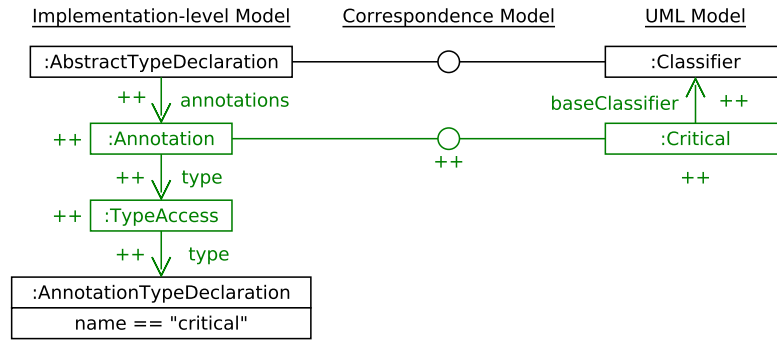 Implementation-level Model
Correspondence Model
UML Model
:AbstractTypeDeclaration
:Classifier
++ annotations
baseClassifier ++
++ :Annotation
++
:Critical
++
++ type
++ :TypeAccess
++ type
:AnnotationTypeDeclaration
name == "critical"